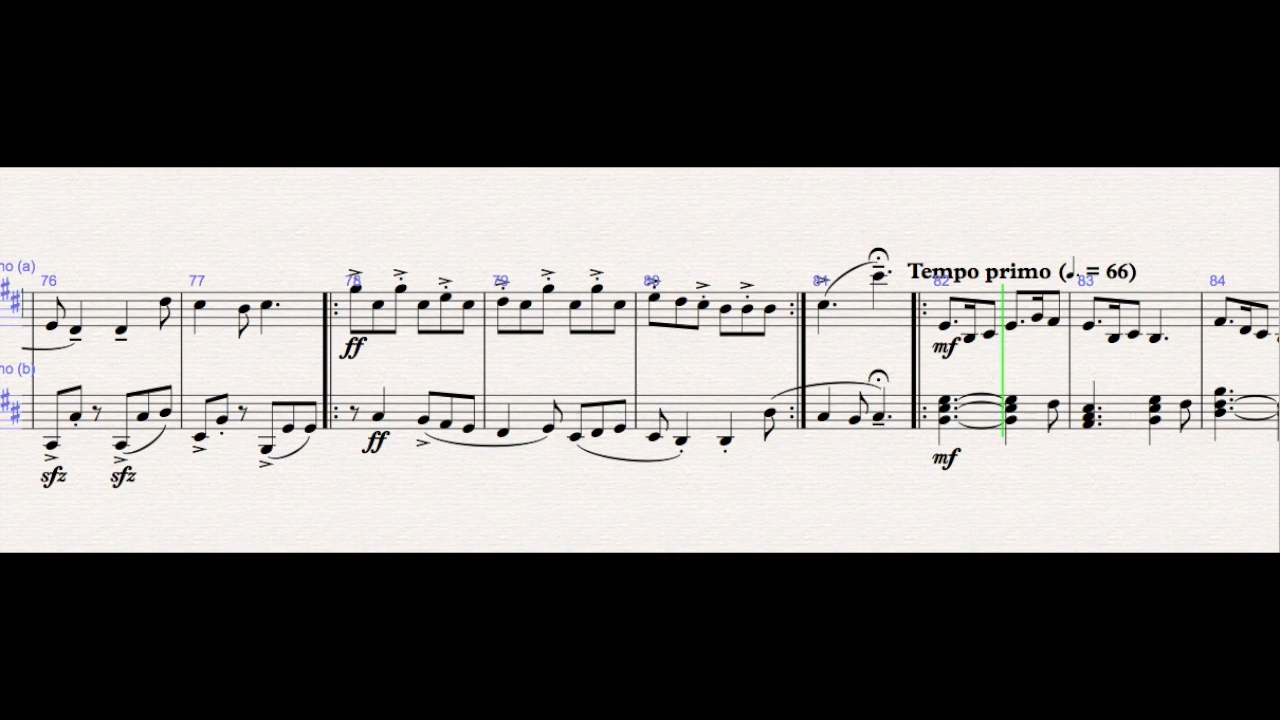 Tempo primo (♩. = 66)
no (a)
76 77 78 79 80 81 82 83 84
ff mf
no (b)
ff
sfz sfz mf